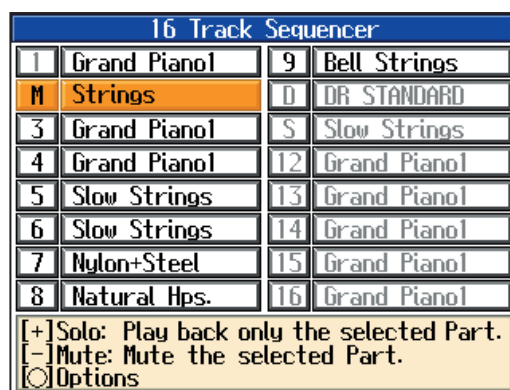 16 Track Sequencer
1 Grand Piano1
M Strings
3 Grand Piano1
4 Grand Piano1
5 Slow Strings
6 Slow Strings
7 Nylon+Steel
8 Natural Hps.
9 Bell Strings
D DR STANDARD
S Slow Strings
12 Grand Piano1
13 Grand Piano1
14 Grand Piano1
15 Grand Piano1
16 Grand Piano1
[+]Solo: Play back only the selected Part.
[-]Mute: Mute the selected Part.
[○]Options